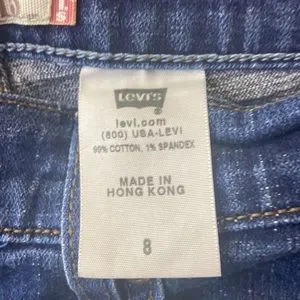 LEVI'S
levi.com
(800) USA-LEVI
99% COTTON, 1% SPANDEX
MADE IN
HONG KONG
8